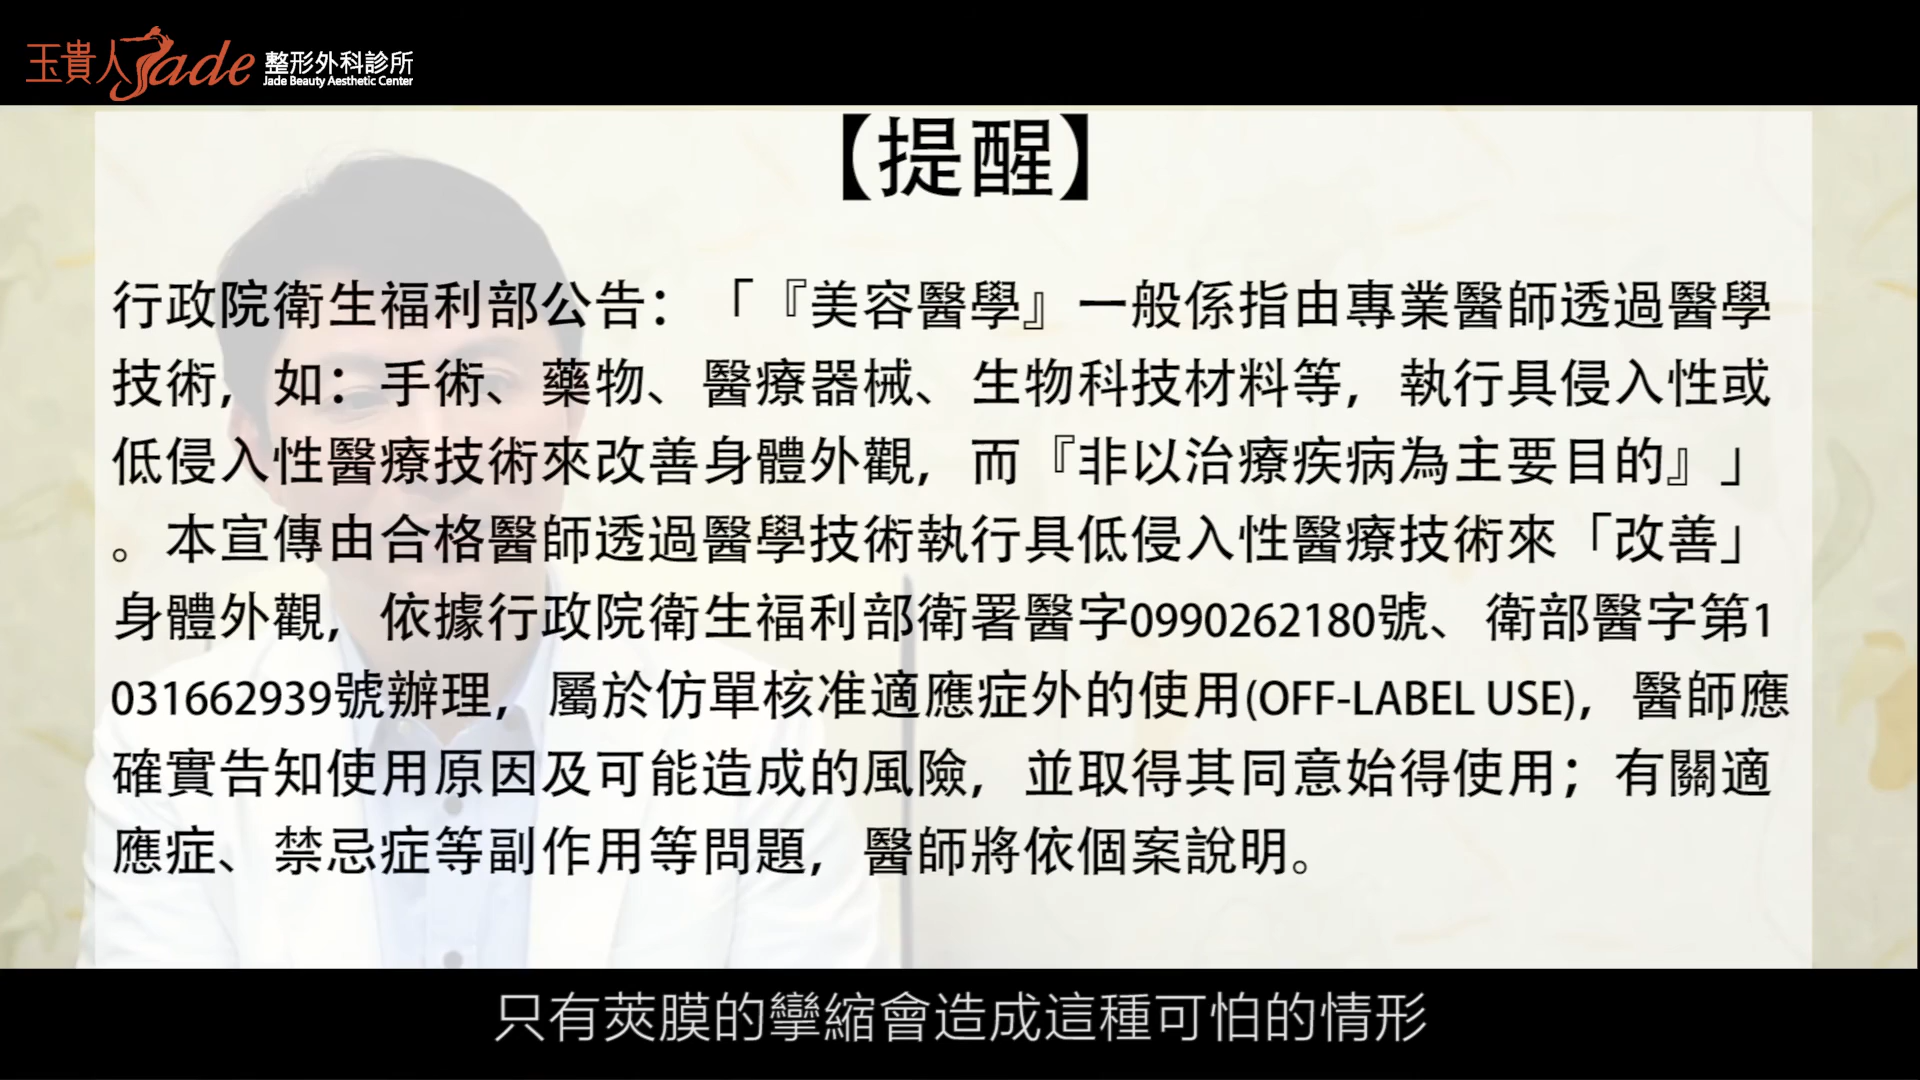 玉貴人Jade 整形外科診所
Jade Beauty Aesthetic Center
【提醒】
行政院衛生福利部公告：「『美容醫學』一般係指由專業醫師透過醫學
技術，如：手術、藥物、醫療器械、生物科技材料等，執行具侵入性或
低侵入性醫療技術來改善身體外觀，而『非以治療疾病為主要目的』」
。本宣傳由合格醫師透過醫學技術執行具低侵入性醫療技術來「改善」
身體外觀，依據行政院衛生福利部衛署醫字0990262180號、衛部醫字第1
031662939號辦理，屬於仿單核准適應症外的使用(OFF-LABEL USE)，醫師應
確實告知使用原因及可能造成的風險，並取得其同意始得使用；有關適
應症、禁忌症等副作用等問題，醫師將依個案說明。
只有莢膜的攣縮會造成這種可怕的情形